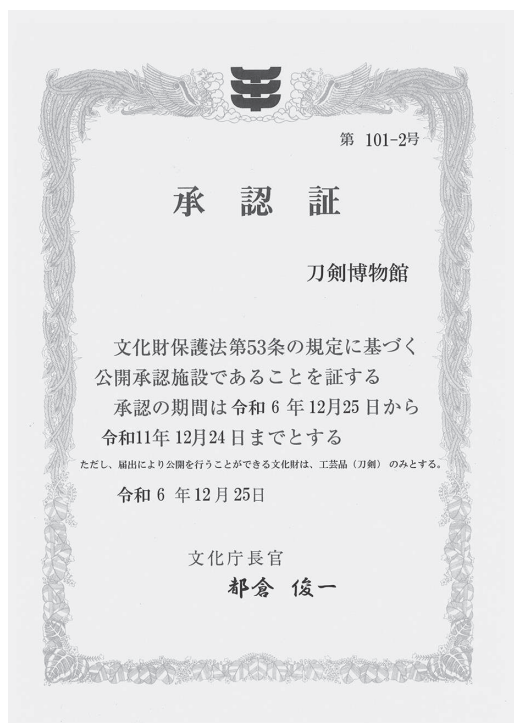 第 101-2号
承認証
刀剣博物館
文化財保護法第53条の規定に基づく
公開承認施設であることを証する
承認の期間は令和 6 年12月25日から
令和11年12月24日までとする
ただし、届出により公開を行うことができる文化財は、工芸品(刀剣)のみとする。
令和 6 年12月25日
文化庁長官
都倉 俊一